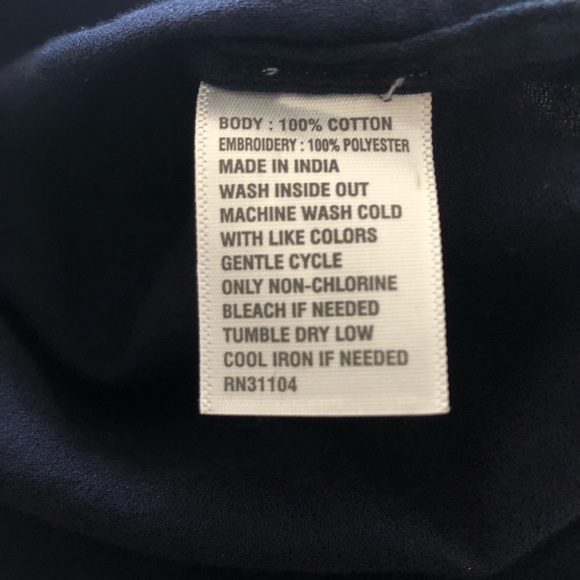 BODY : 100% COTTON
EMBROIDERY : 100% POLYESTER
MADE IN INDIA
WASH INSIDE OUT
MACHINE WASH COLD
WITH LIKE COLORS
GENTLE CYCLE
ONLY NON-CHLORINE
BLEACH IF NEEDED
TUMBLE DRY LOW
COOL IRON IF NEEDED
RN31104